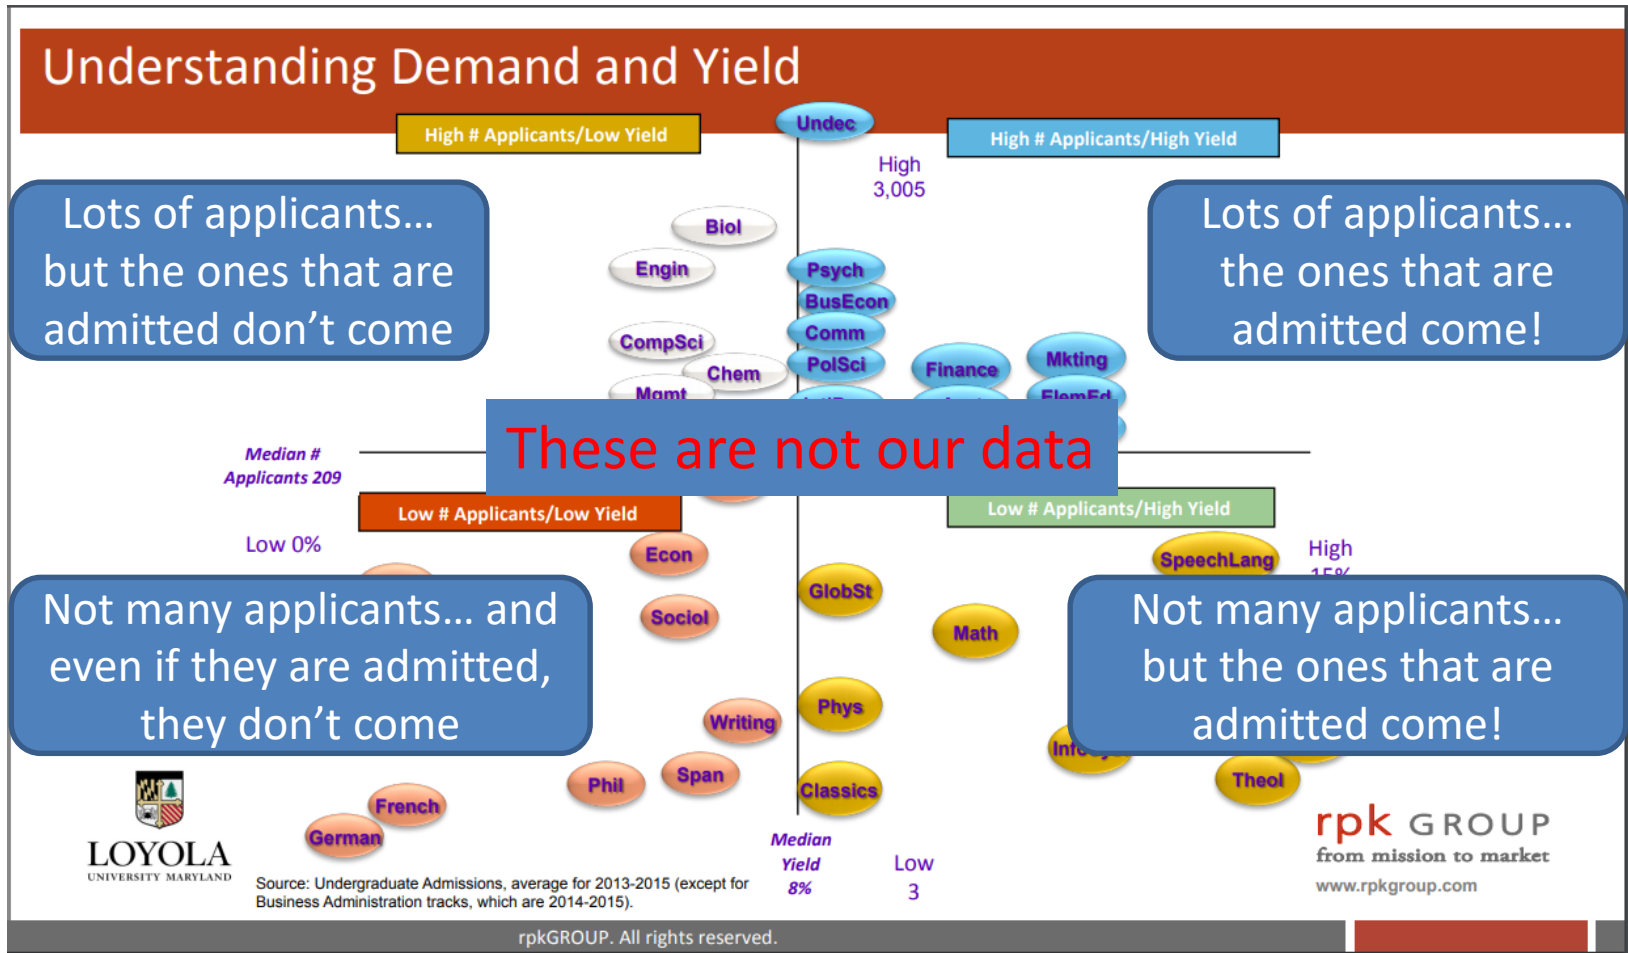 Understanding Demand and Yield
High # Applicants/Low Yield
Undec
High # Applicants/High Yield
High
3,005
Lots of applicants…
but the ones that are
admitted don’t come
Lots of applicants…
the ones that are
admitted come!
Biol
Engin
Psych
BusEcon
CompSci
Comm
Chem
PolSci
Finance
Mkting
Mgmt
ElemEd
These are not our data
Median #
Applicants 209
Low # Applicants/Low Yield
Low # Applicants/High Yield
Low 0%
High
15%
Econ
SpeechLang
GlobSt
Sociol
Math
Not many applicants… and
even if they are admitted,
they don’t come
Not many applicants…
but the ones that are
admitted come!
Writing
Phys
Phil
Span
Classics
Theol
French
German
LOYOLA
UNIVERSITY MARYLAND
Median
Yield
8%
Low
3
rpk GROUP
from mission to market
www.rpkgroup.com
Source: Undergraduate Admissions, average for 2013-2015 (except for
Business Administration tracks, which are 2014-2015).
rpkGROUP. All rights reserved.